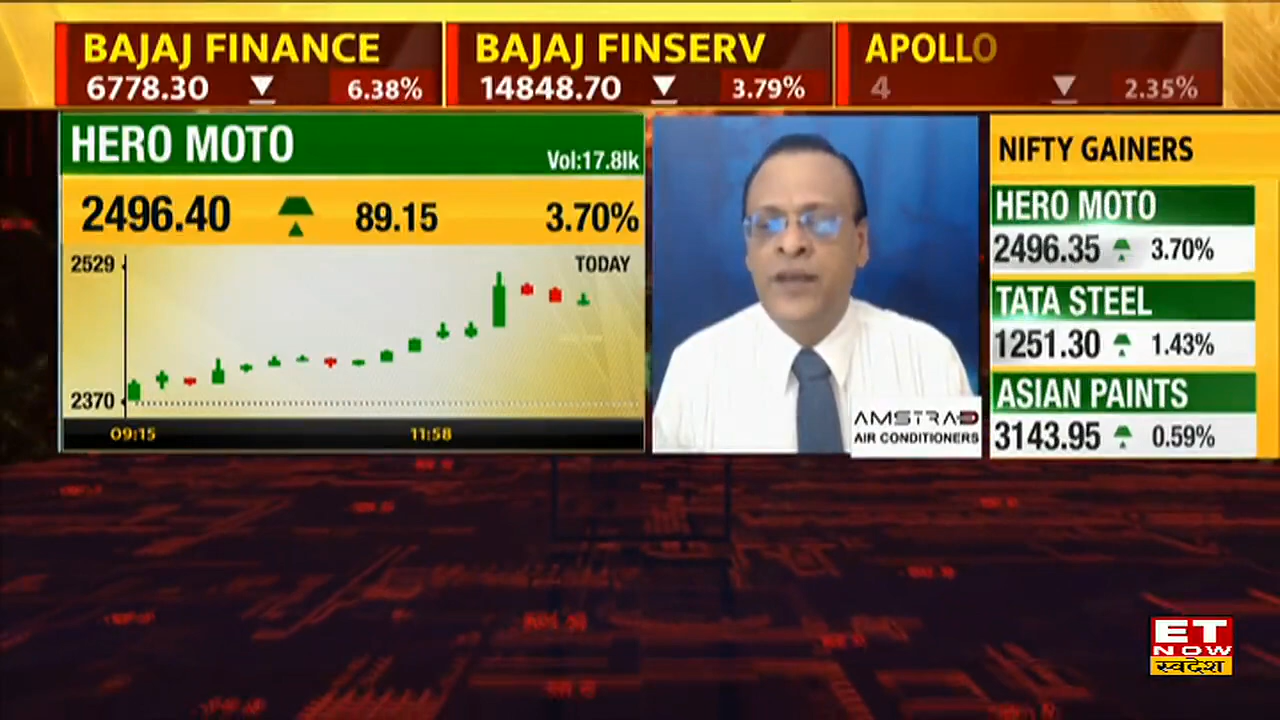 BAJAJ FINANCE
6778.30 6.38%
BAJAJ FINSERV
14848.70 3.79%
APOLLO
4 2.35%
HERO MOTO
Vol:17.8lk
2496.40 89.15 3.70%
2529 TODAY
2370
09:15 11:58
AMSTRAD
AIR CONDITIONERS
NIFTY GAINERS
HERO MOTO
2496.35 3.70%
TATA STEEL
1251.30 1.43%
ASIAN PAINTS
3143.95 0.59%
ET
NOW
स्वदेश